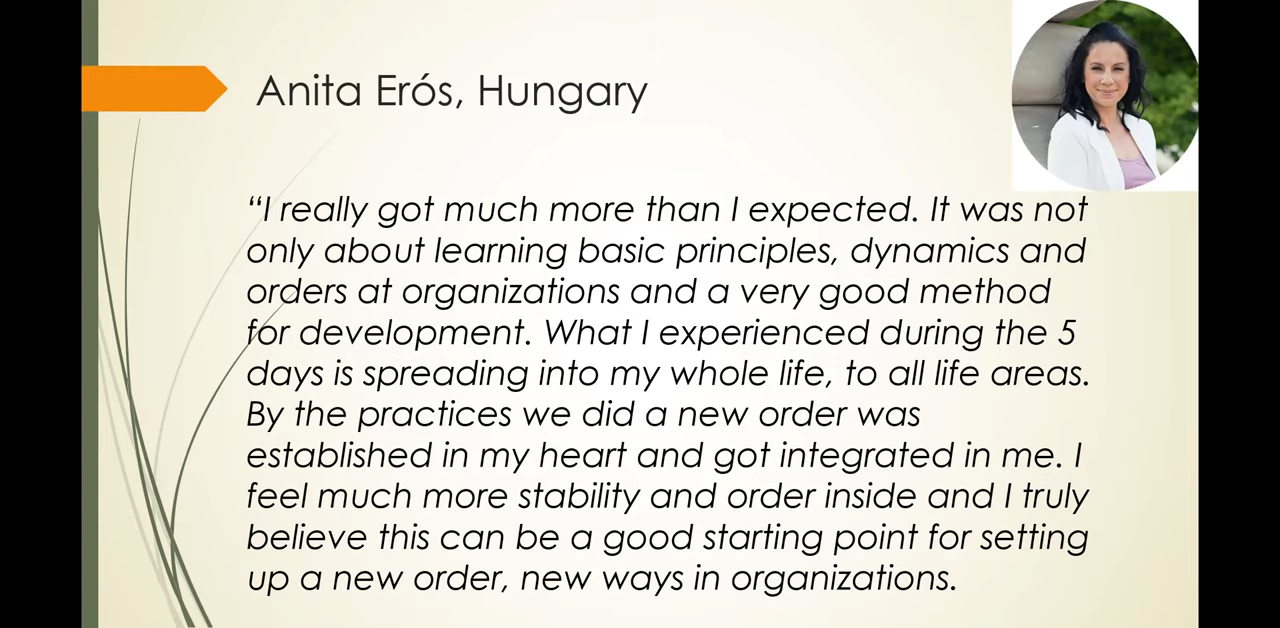 Anita Erós, Hungary
“I really got much more than I expected. It was not
only about learning basic principles, dynamics and
orders at organizations and a very good method
for development. What I experienced during the 5
days is spreading into my whole life, to all life areas.
By the practices we did a new order was
established in my heart and got integrated in me. I
feel much more stability and order inside and I truly
believe this can be a good starting point for setting
up a new order, new ways in organizations.